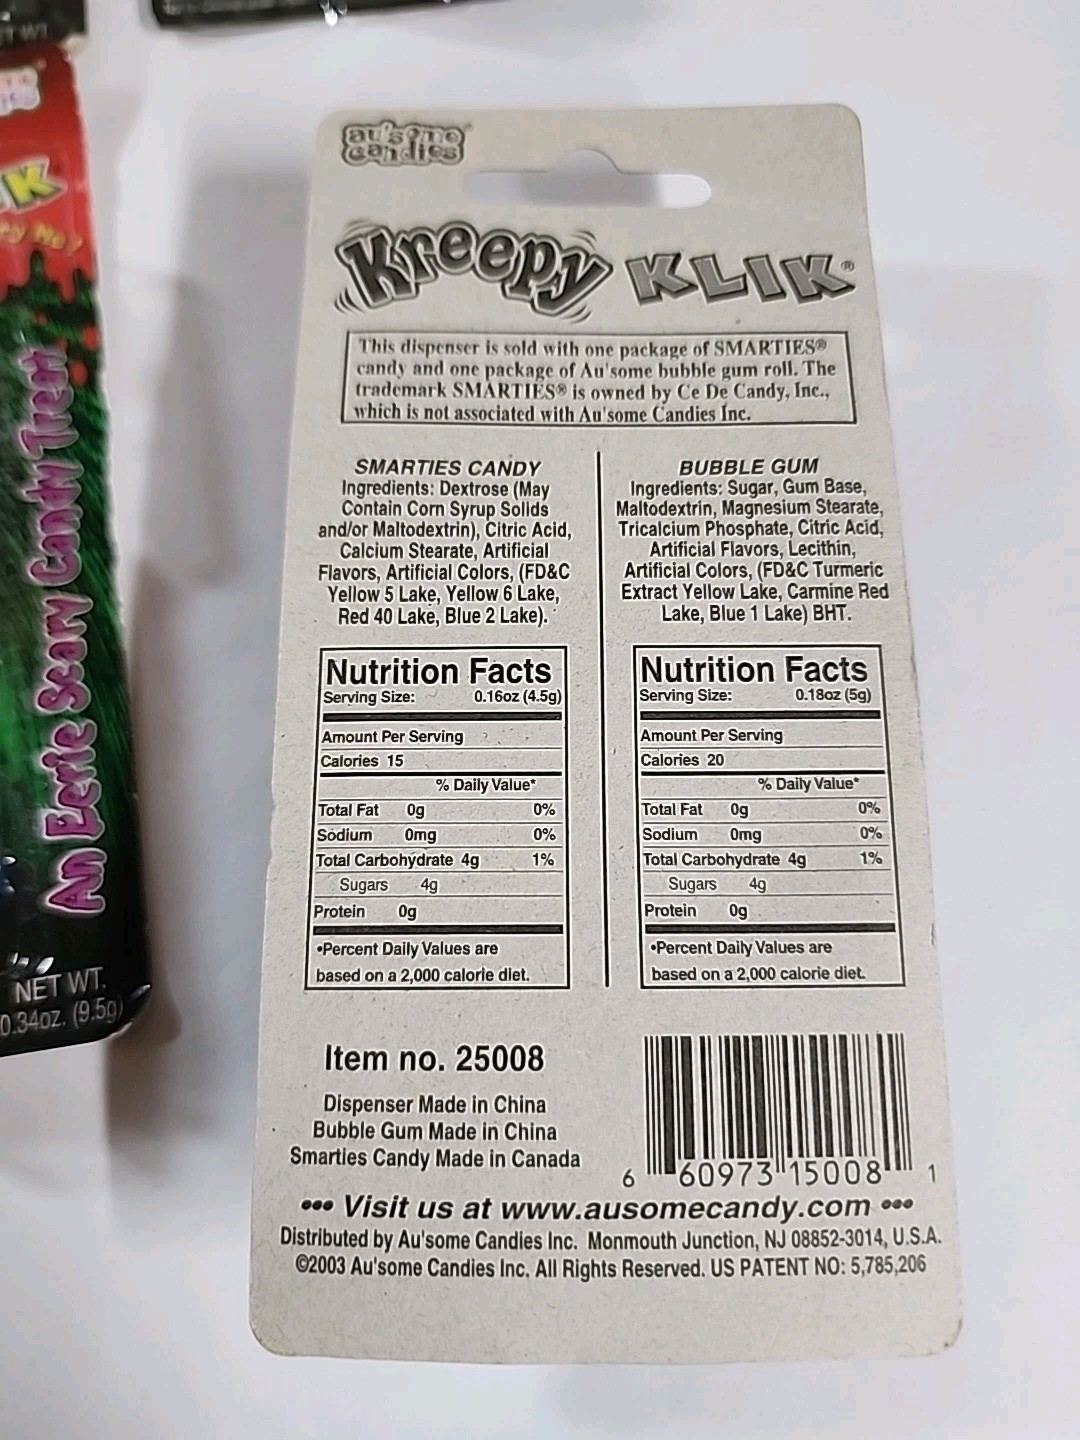 au'some
candies
Kreepy KLIK®
This dispenser is sold with one package of SMARTIES®
candy and one package of Au'some bubble gum roll. The
trademark SMARTIES® is owned by Ce De Candy, Inc.,
which is not associated with Au'some Candies Inc.
SMARTIES CANDY
Ingredients: Dextrose (May
Contain Corn Syrup Solids
and/or Maltodextrin), Citric Acid,
Calcium Stearate, Artificial
Flavors, Artificial Colors, (FD&C
Yellow 5 Lake, Yellow 6 Lake,
Red 40 Lake, Blue 2 Lake).
Nutrition Facts
Serving Size: 0.16oz (4.5g)
Amount Per Serving
Calories 15
% Daily Value*
Total Fat 0g 0%
Sodium 0mg 0%
Total Carbohydrate 4g 1%
Sugars 4g
Protein 0g
•Percent Daily Values are
based on a 2,000 calorie diet.
BUBBLE GUM
Ingredients: Sugar, Gum Base,
Maltodextrin, Magnesium Stearate,
Tricalcium Phosphate, Citric Acid,
Artificial Flavors, Lecithin,
Artificial Colors, (FD&C Turmeric
Extract Yellow Lake, Carmine Red
Lake, Blue 1 Lake) BHT.
Nutrition Facts
Serving Size: 0.18oz (5g)
Amount Per Serving
Calories 20
% Daily Value*
Total Fat 0g 0%
Sodium 0mg 0%
Total Carbohydrate 4g 1%
Sugars 4g
Protein 0g
•Percent Daily Values are
based on a 2,000 calorie diet.
Item no. 25008
Dispenser Made in China
Bubble Gum Made in China
Smarties Candy Made in Canada
6 60973 15008 1
••• Visit us at www.ausomecandy.com •••
Distributed by Au'some Candies Inc. Monmouth Junction, NJ 08852-3014, U.S.A.
©2003 Au'some Candies Inc. All Rights Reserved. US PATENT NO: 5,785,206
K
An Eerie Scary Candy Treat
NET WT.
0.34oz. (9.5g)